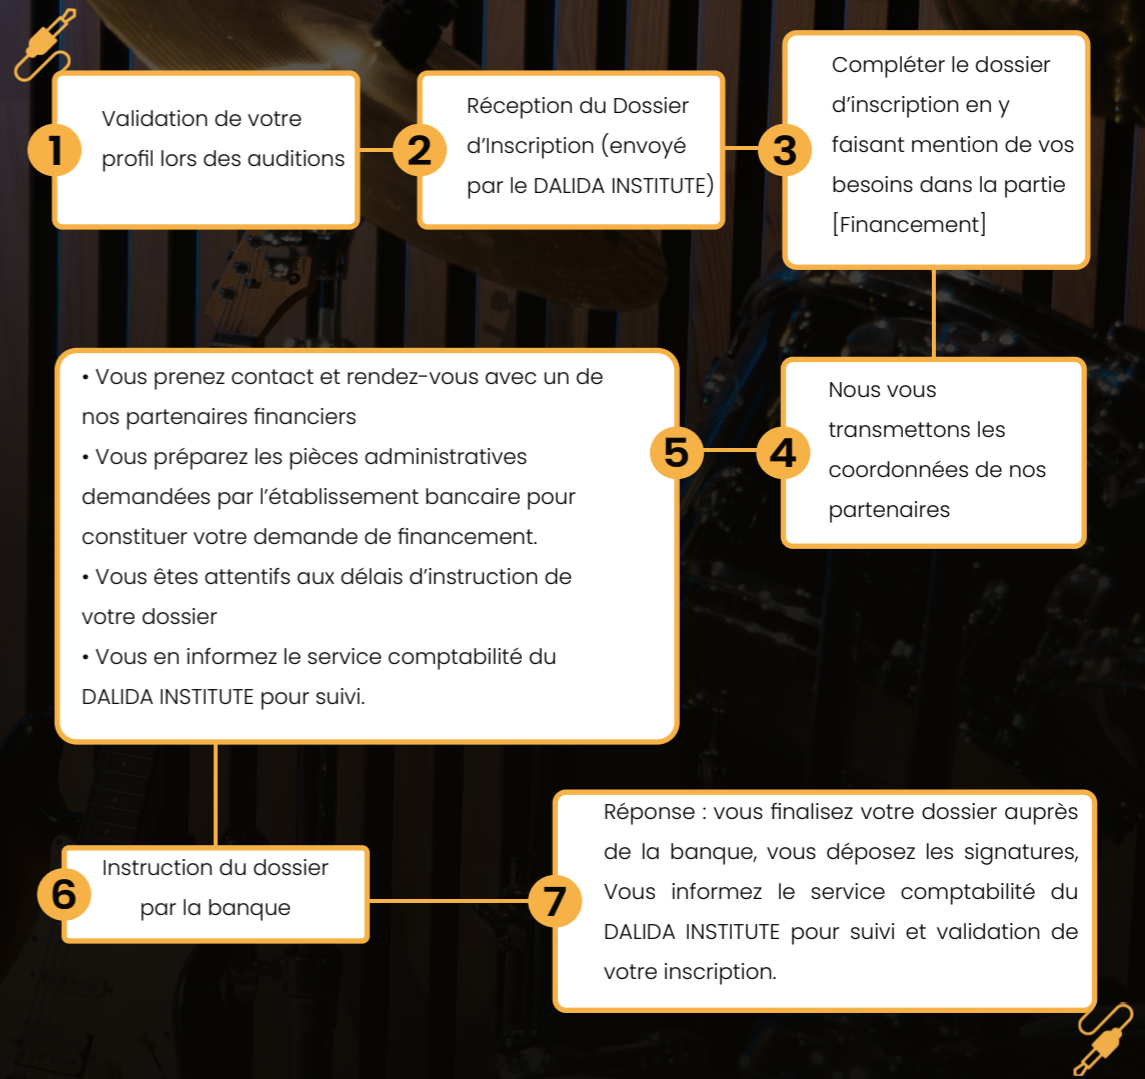 1
Validation de votre
profil lors des auditions
2
Réception du Dossier
d'Inscription (envoyé
par le DALIDA INSTITUTE)
3
Compléter le dossier
d'inscription en y
faisant mention de vos
besoins dans la partie
[Financement]
4
Nous vous
transmettons les
coordonnées de nos
partenaires
5
• Vous prenez contact et rendez-vous avec un de
nos partenaires financiers
• Vous préparez les pièces administratives
demandées par l'établissement bancaire pour
constituer votre demande de financement.
• Vous êtes attentifs aux délais d'instruction de
votre dossier
• Vous en informez le service comptabilité du
DALIDA INSTITUTE pour suivi.
6
Instruction du dossier
par la banque
7
Réponse : vous finalisez votre dossier auprès
de la banque, vous déposez les signatures,
Vous informez le service comptabilité du
DALIDA INSTITUTE pour suivi et validation de
votre inscription.